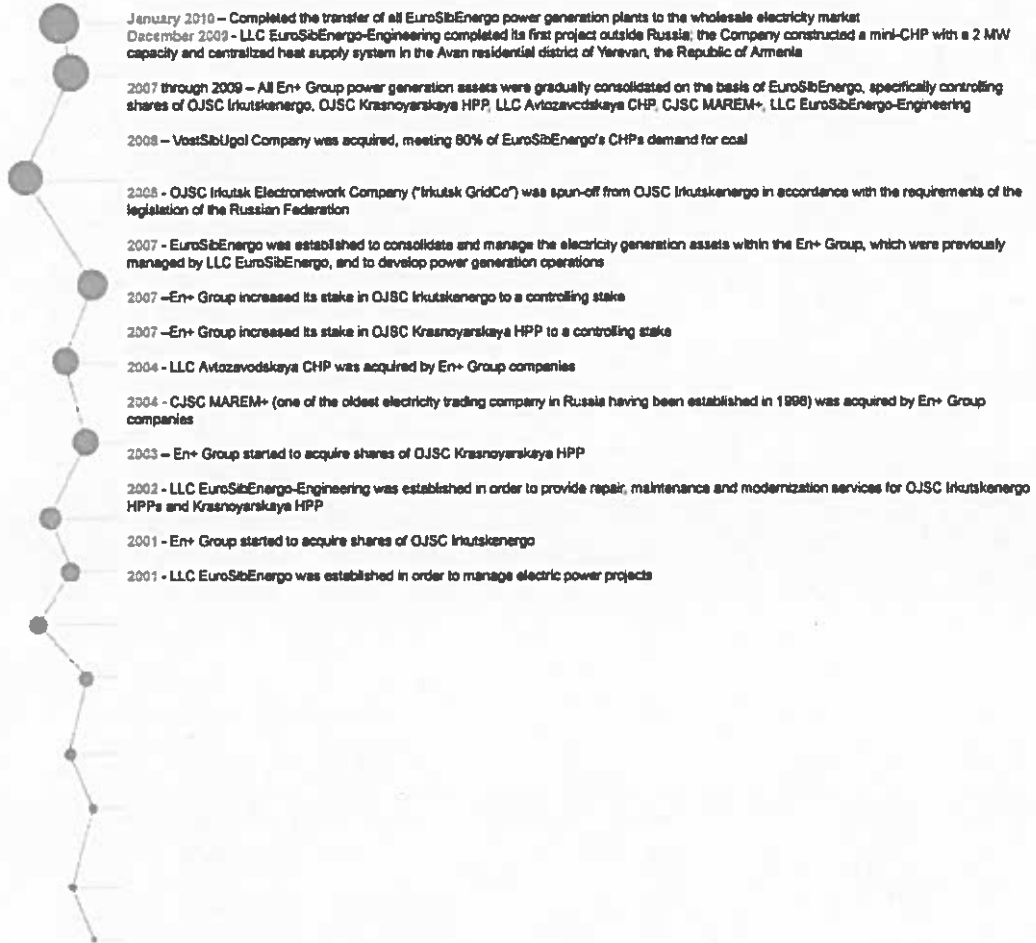 January 2010 – Completed the transfer of all EuroSibEnergo power generation plants to the wholesale electricity market
December 2009 - LLC EuroSibEnergo-Engineering completed its first project outside Russia; the Company constructed a mini-CHP with a 2 MW
capacity and centralized heat supply system in the Avan residential district of Yerevan, the Republic of Armenia
2007 through 2009 – All En+ Group power generation assets were gradually consolidated on the basis of EuroSibEnergo, specifically controlling
shares of OJSC Irkutskenergo, OJSC Krasnoyarskaya HPP, LLC Avtozavodskaya CHP, CJSC MAREM+, LLC EuroSibEnergo-Engineering
2008 – VostSibUgol Company was acquired, meeting 80% of EuroSibEnergo's CHPs demand for coal
2008 - OJSC Irkutsk Electronetwork Company ("Irkutsk GridCo") was spun-off from OJSC Irkutskenergo in accordance with the requirements of the
legislation of the Russian Federation
2007 - EuroSibEnergo was established to consolidate and manage the electricity generation assets within the En+ Group, which were previously
managed by LLC EuroSibEnergo, and to develop power generation operations
2007 –En+ Group increased its stake in OJSC Irkutskenergo to a controlling stake
2007 –En+ Group increased its stake in OJSC Krasnoyarskaya HPP to a controlling stake
2004 - LLC Avtozavodskaya CHP was acquired by En+ Group companies
2004 - CJSC MAREM+ (one of the oldest electricity trading company in Russia having been established in 1998) was acquired by En+ Group
companies
2003 – En+ Group started to acquire shares of OJSC Krasnoyarskaya HPP
2002 - LLC EuroSibEnergo-Engineering was established in order to provide repair, maintenance and modernization services for OJSC Irkutskenergo
HPPs and Krasnoyarskaya HPP
2001 - En+ Group started to acquire shares of OJSC Irkutskenergo
2001 - LLC EuroSibEnergo was established in order to manage electric power projects